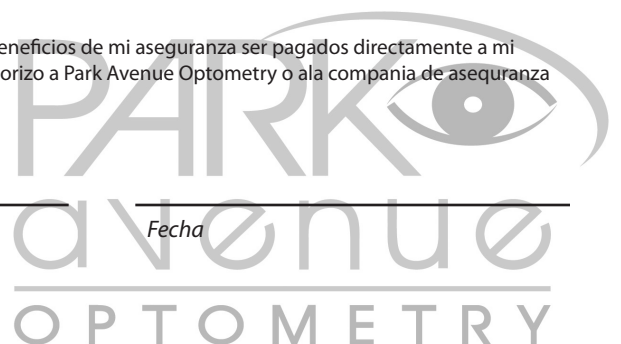 eneficios de mi aseguranza ser pagados directamente a mi
orizo a Park Avenue Optometry o ala compania de asequranza
PARK
Fecha
avenue
OPTOMETRY